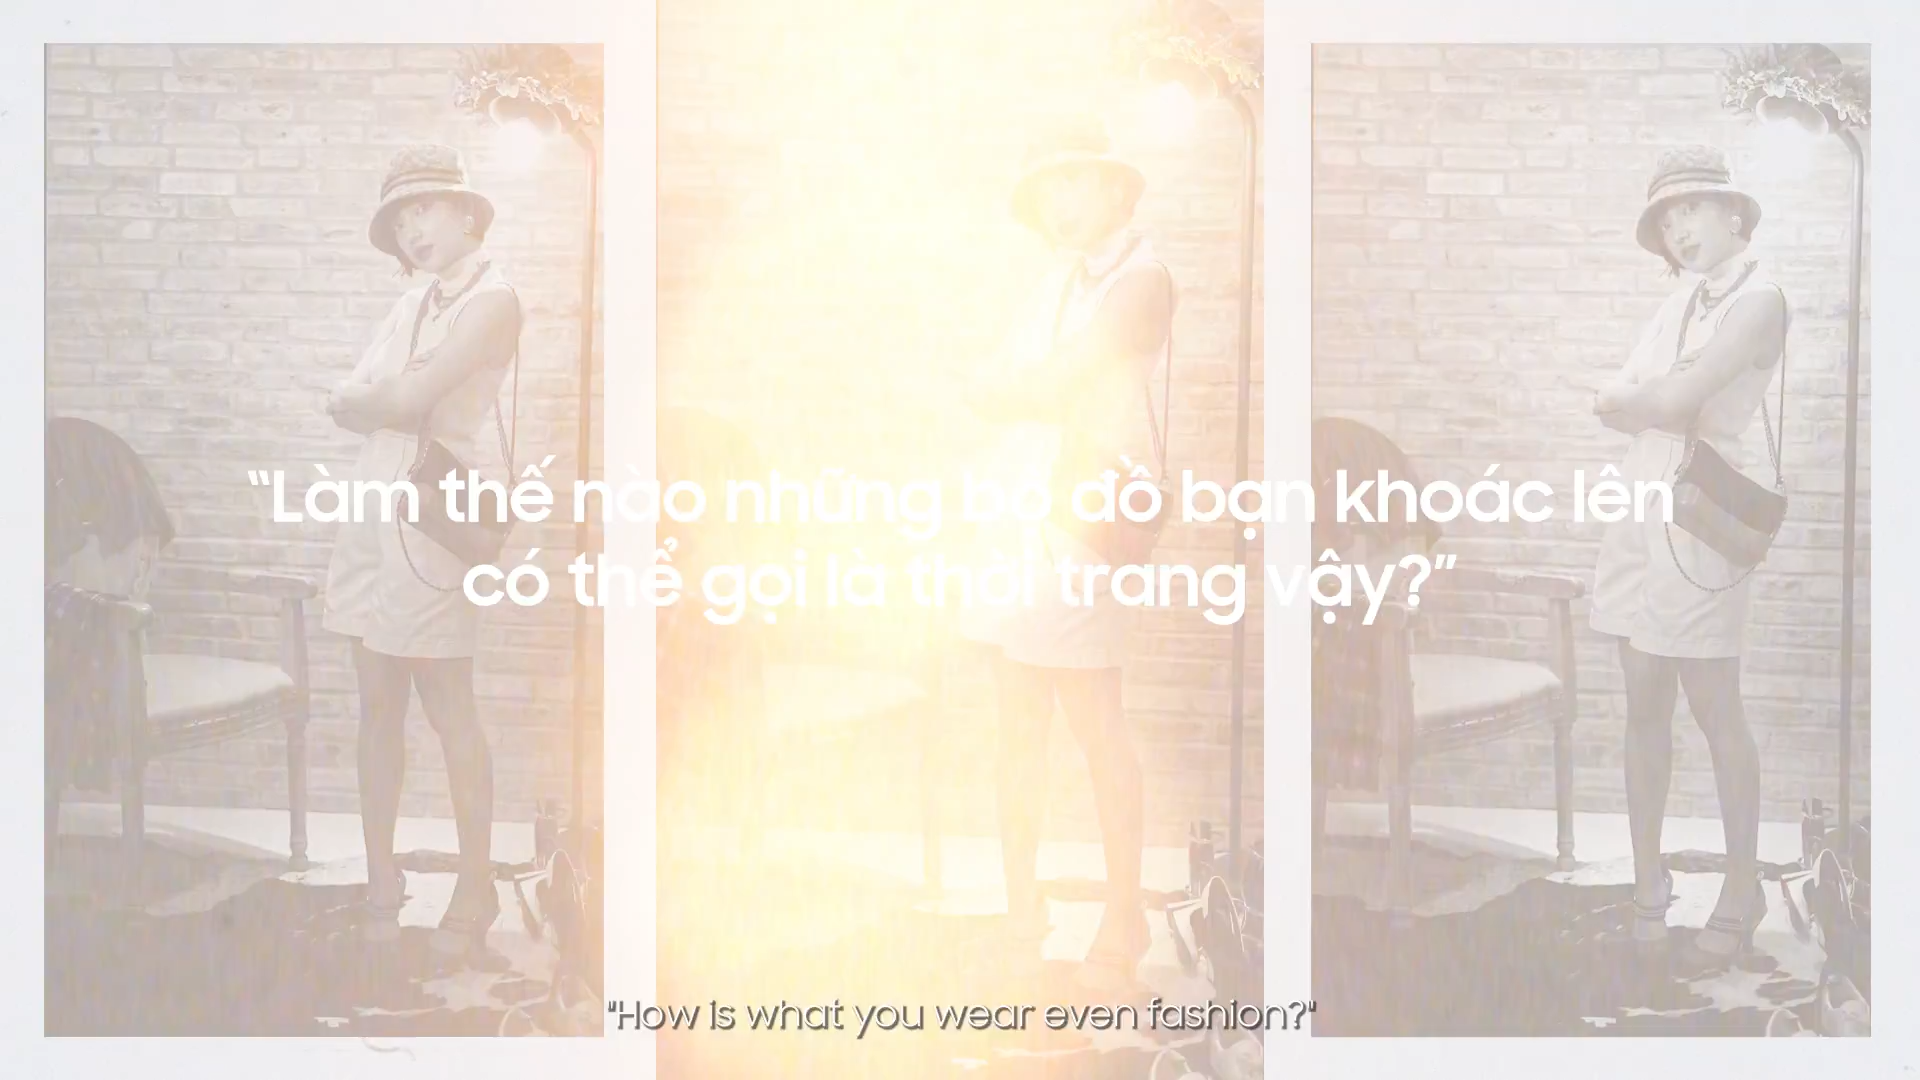 “Làm thế nào những bộ đồ bạn khoác lên
có thể gọi là thời trang vậy?”
"How is what you wear even fashion?"